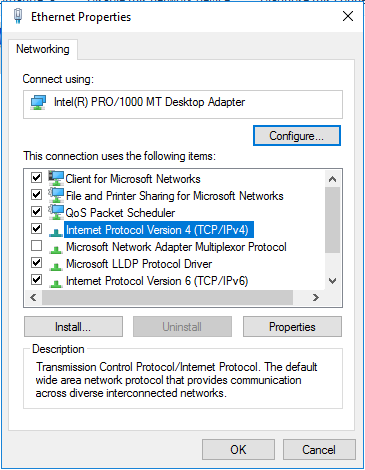 Ethernet Properties
Networking
Connect using:
Intel(R) PRO/1000 MT Desktop Adapter
Configure...
This connection uses the following items:
Client for Microsoft Networks
File and Printer Sharing for Microsoft Networks
QoS Packet Scheduler
Internet Protocol Version 4 (TCP/IPv4)
Microsoft Network Adapter Multiplexor Protocol
Microsoft LLDP Protocol Driver
Internet Protocol Version 6 (TCP/IPv6)
Install...
Uninstall
Properties
Description
Transmission Control Protocol/Internet Protocol. The default
wide area network protocol that provides communication
across diverse interconnected networks.
OK
Cancel